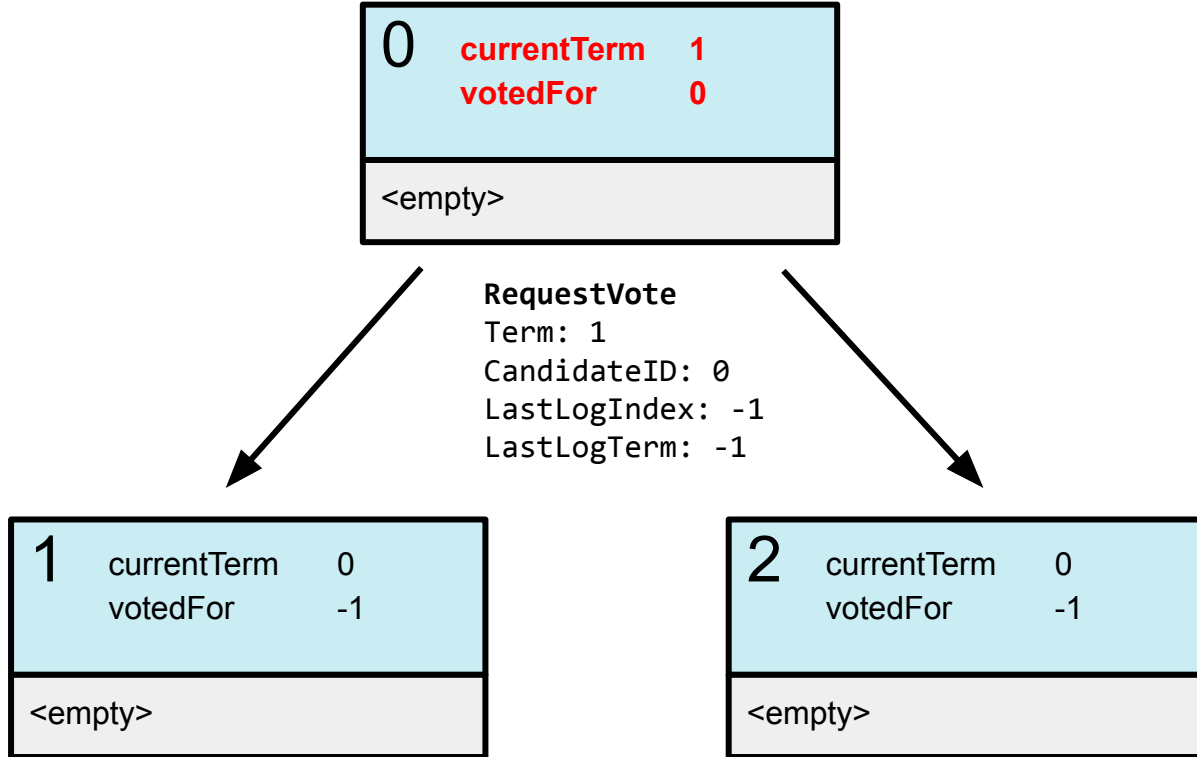 0 currentTerm 1
votedFor 0
<empty>
RequestVote
Term: 1
CandidateID: 0
LastLogIndex: -1
LastLogTerm: -1
1 currentTerm 0
votedFor -1
<empty>
2 currentTerm 0
votedFor -1
<empty>